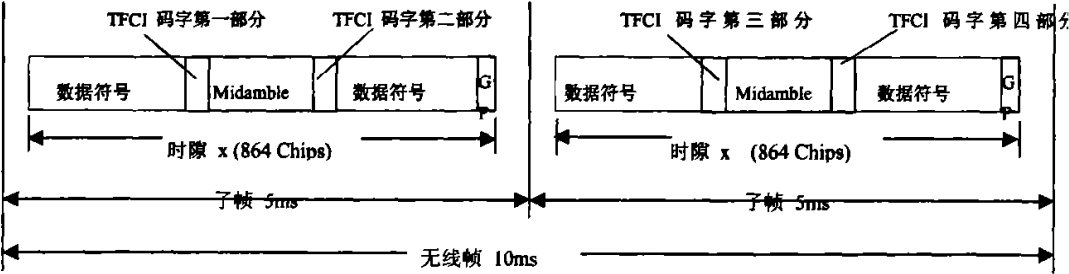 TFCI 码字第一部分 TFCI 码字第二部分 TFCI 码字第三部分 TFCI 码字第四部分
数据符号 Midamble 数据符号 G P 数据符号 Midamble 数据符号 G P
时隙 x (864 Chips) 时隙 x (864 Chips)
子帧 5ms 子帧 5ms
无线帧 10ms